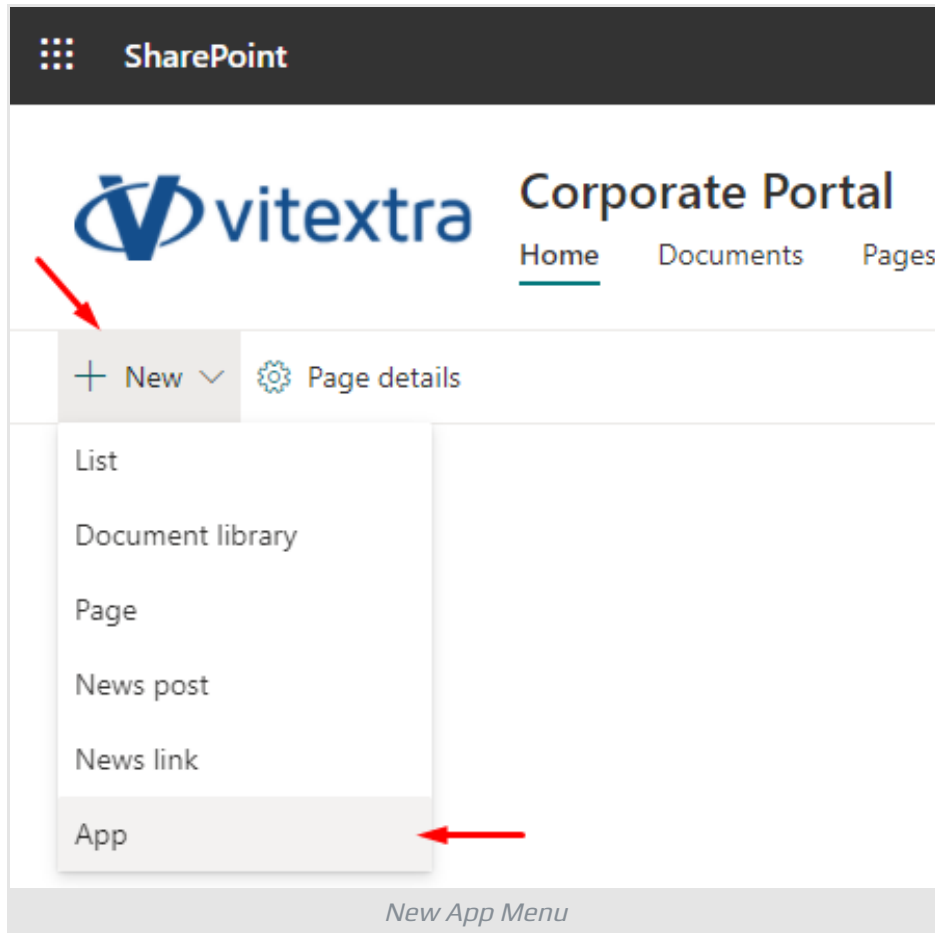 SharePoint
vitextra
Corporate Portal
Home Documents Pages
+ New Page details
List
Document library
Page
News post
News link
App
New App Menu